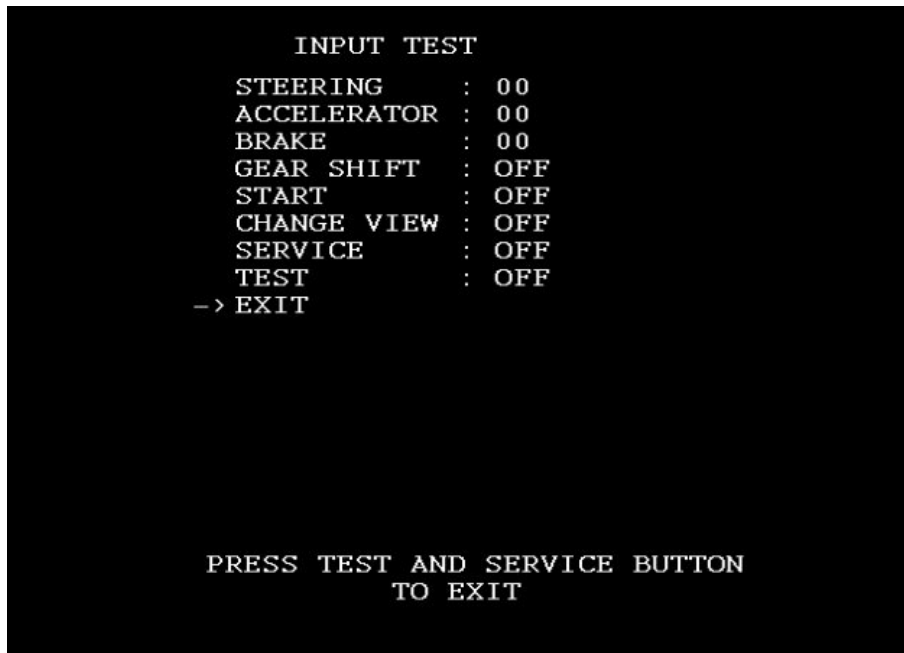 INPUT TEST
STEERING : 00
ACCELERATOR : 00
BRAKE : 00
GEAR SHIFT : OFF
START : OFF
CHANGE VIEW : OFF
SERVICE : OFF
TEST : OFF
-> EXIT
PRESS TEST AND SERVICE BUTTON
TO EXIT